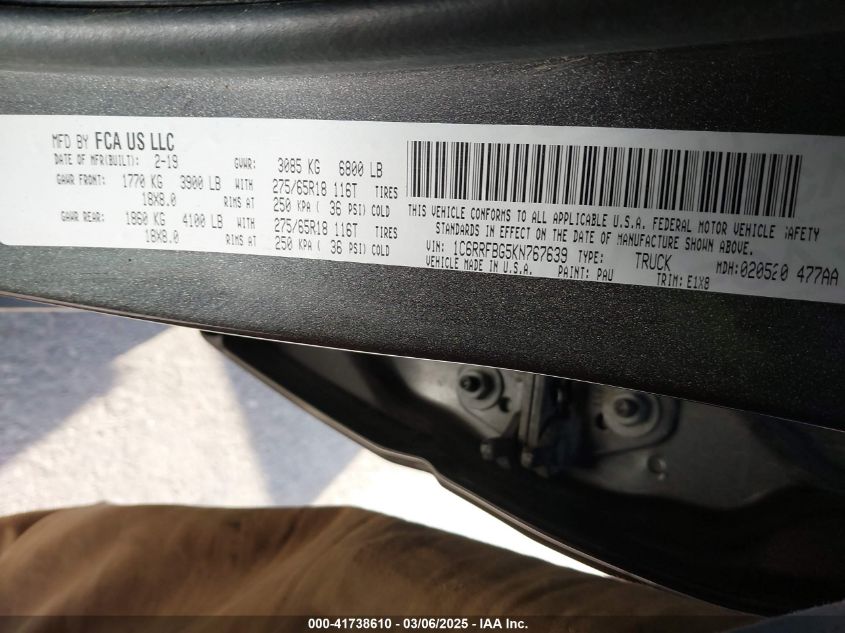 MFD BY FCA US LLC
DATE OF MFR(BUILT): 2-19 GVWR: 3085 KG 6800 LB
GAWR FRONT: 1770 KG 3900 LB WITH 275/65R18 116T TIRES
18X8.0 RIMS AT 250 KPA ( 36 PSI) COLD
GAWR REAR: 1860 KG 4100 LB WITH 275/65R18 116T TIRES
18X8.0 RIMS AT 250 KPA ( 36 PSI) COLD
THIS VEHICLE CONFORMS TO ALL APPLICABLE U.S.A. FEDERAL MOTOR VEHICLE SAFETY
STANDARDS IN EFFECT ON THE DATE OF MANUFACTURE SHOWN ABOVE.
VIN: 1C6RRFBG5KN767639 TYPE: TRUCK MDH: 020520 477AA
VEHICLE MADE IN U.S.A. PAINT: PAU TRIM: E1X8
000-41738610 - 03/06/2025 - IAA Inc.